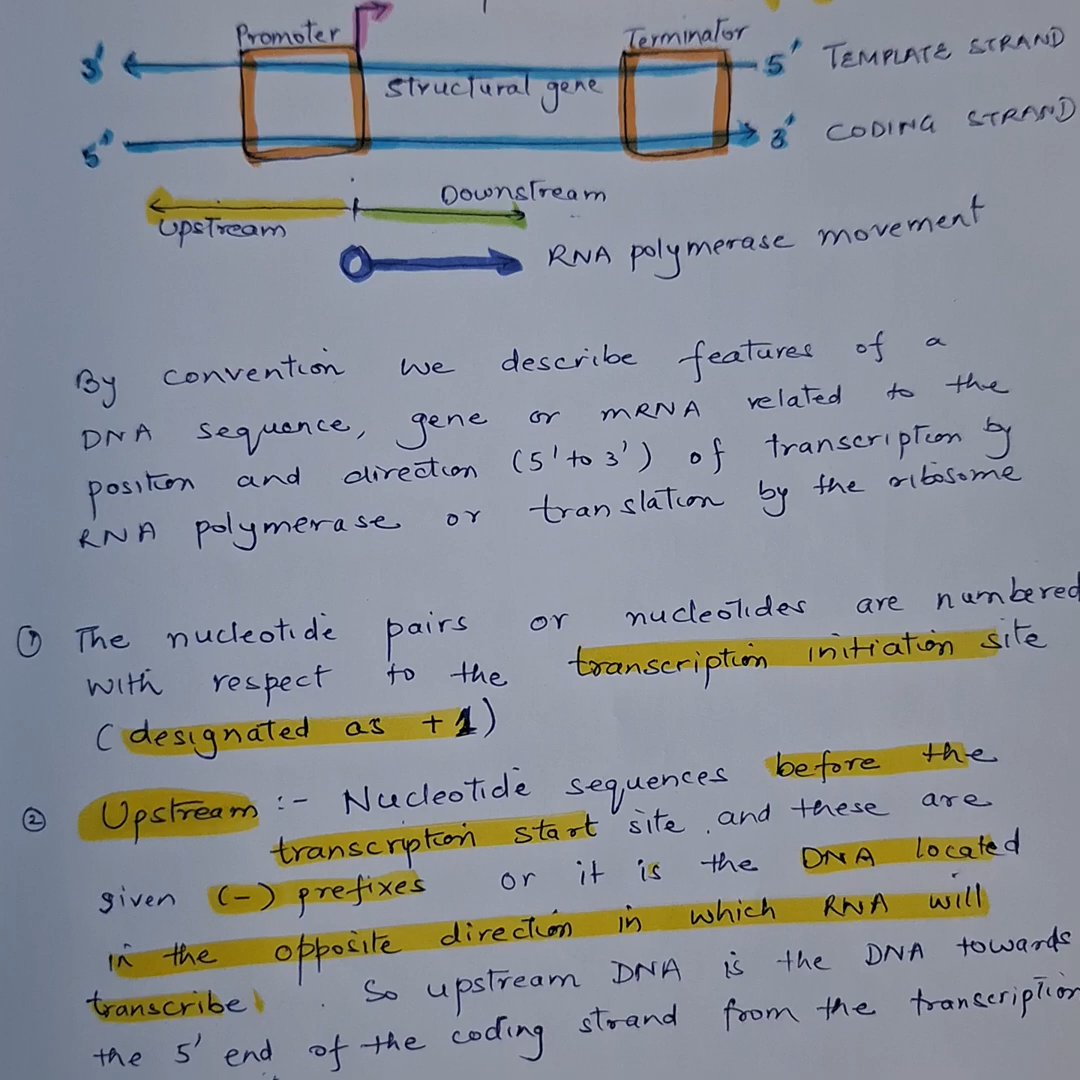 Promoter
Terminator
3' 5' TEMPLATE STRAND
Structural gene
5' 3' CODING STRAND
Downstream
Upstream
RNA polymerase movement
By convention we describe features of a
DNA sequence, gene or mRNA related to the
position and direction (5' to 3') of transcription by
RNA polymerase or translation by the ribosome
① The nucleotide pairs or nucleotides are numbered
with respect to the transcription initiation site
(designated as +1)
② Upstream :- Nucleotide sequences before the
transcription start site and these are
given (-) prefixes or it is the DNA located
in the opposite direction in which RNA will
transcribe. So upstream DNA is the DNA towards
the 5' end of the coding strand from the transcription